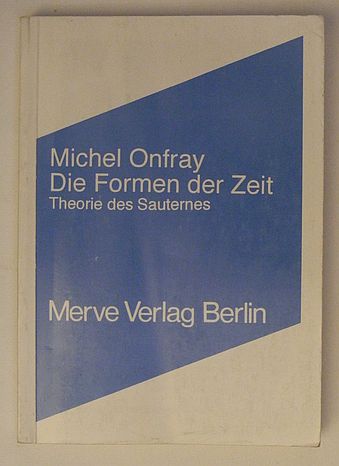 Michel Onfray
Die Formen der Zeit
Theorie des Sauternes
Merve Verlag Berlin